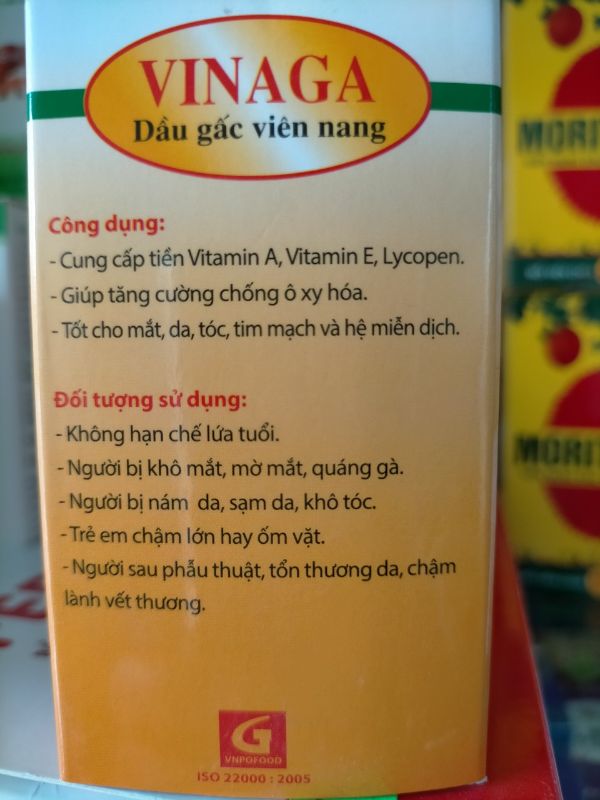 VINAGA
Dầu gấc viên nang
Công dụng:
- Cung cấp tiền Vitamin A, Vitamin E, Lycopen.
- Giúp tăng cường chống ô xy hóa.
- Tốt cho mắt, da, tóc, tim mạch và hệ miễn dịch.
Đối tượng sử dụng:
- Không hạn chế lứa tuổi.
- Người bị khô mắt, mờ mắt, quáng gà.
- Người bị nám da, sạm da, khô tóc.
- Trẻ em chậm lớn hay ốm vặt.
- Người sau phẫu thuật, tổn thương da, chậm
lành vết thương.
G
VNPOFOOD
ISO 22000 : 2005
MORI
MORI